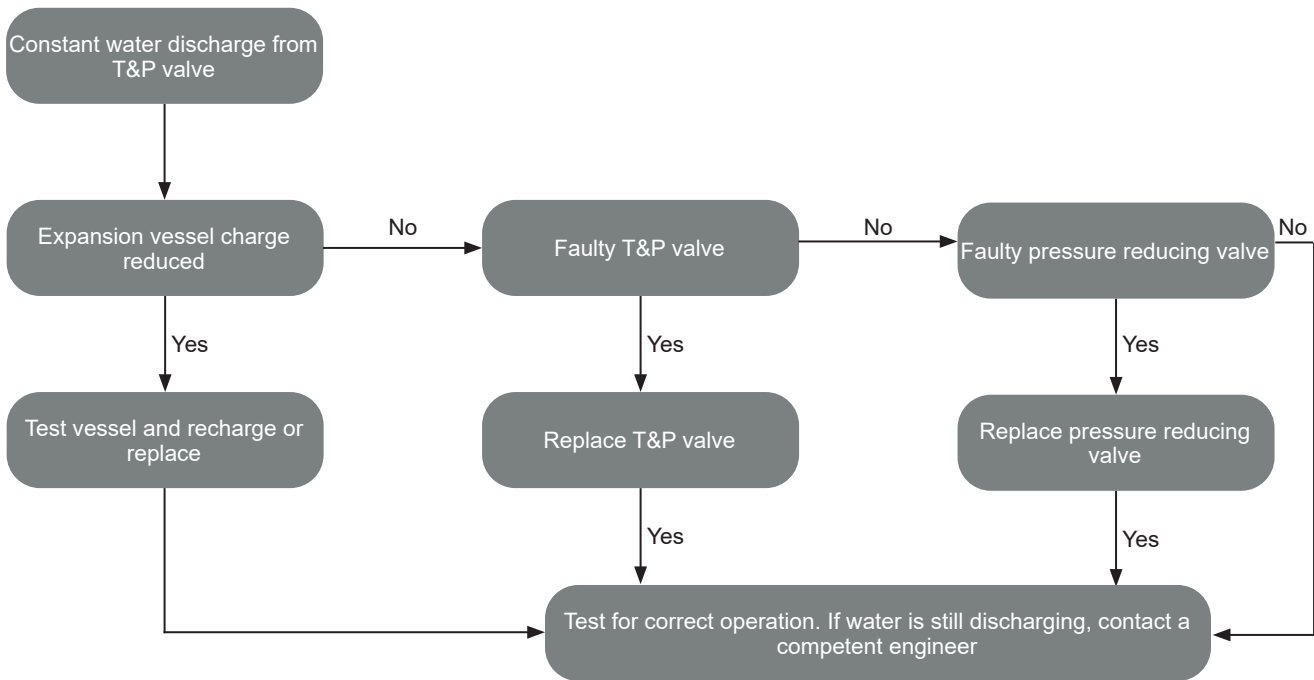 Constant water discharge from
T&P valve
Expansion vessel charge
reduced
No
Faulty T&P valve
No
Faulty pressure reducing valve
No
Yes
Yes
Yes
Test vessel and recharge or
replace
Replace T&P valve
Replace pressure reducing
valve
Yes
Yes
Test for correct operation. If water is still discharging, contact a
competent engineer